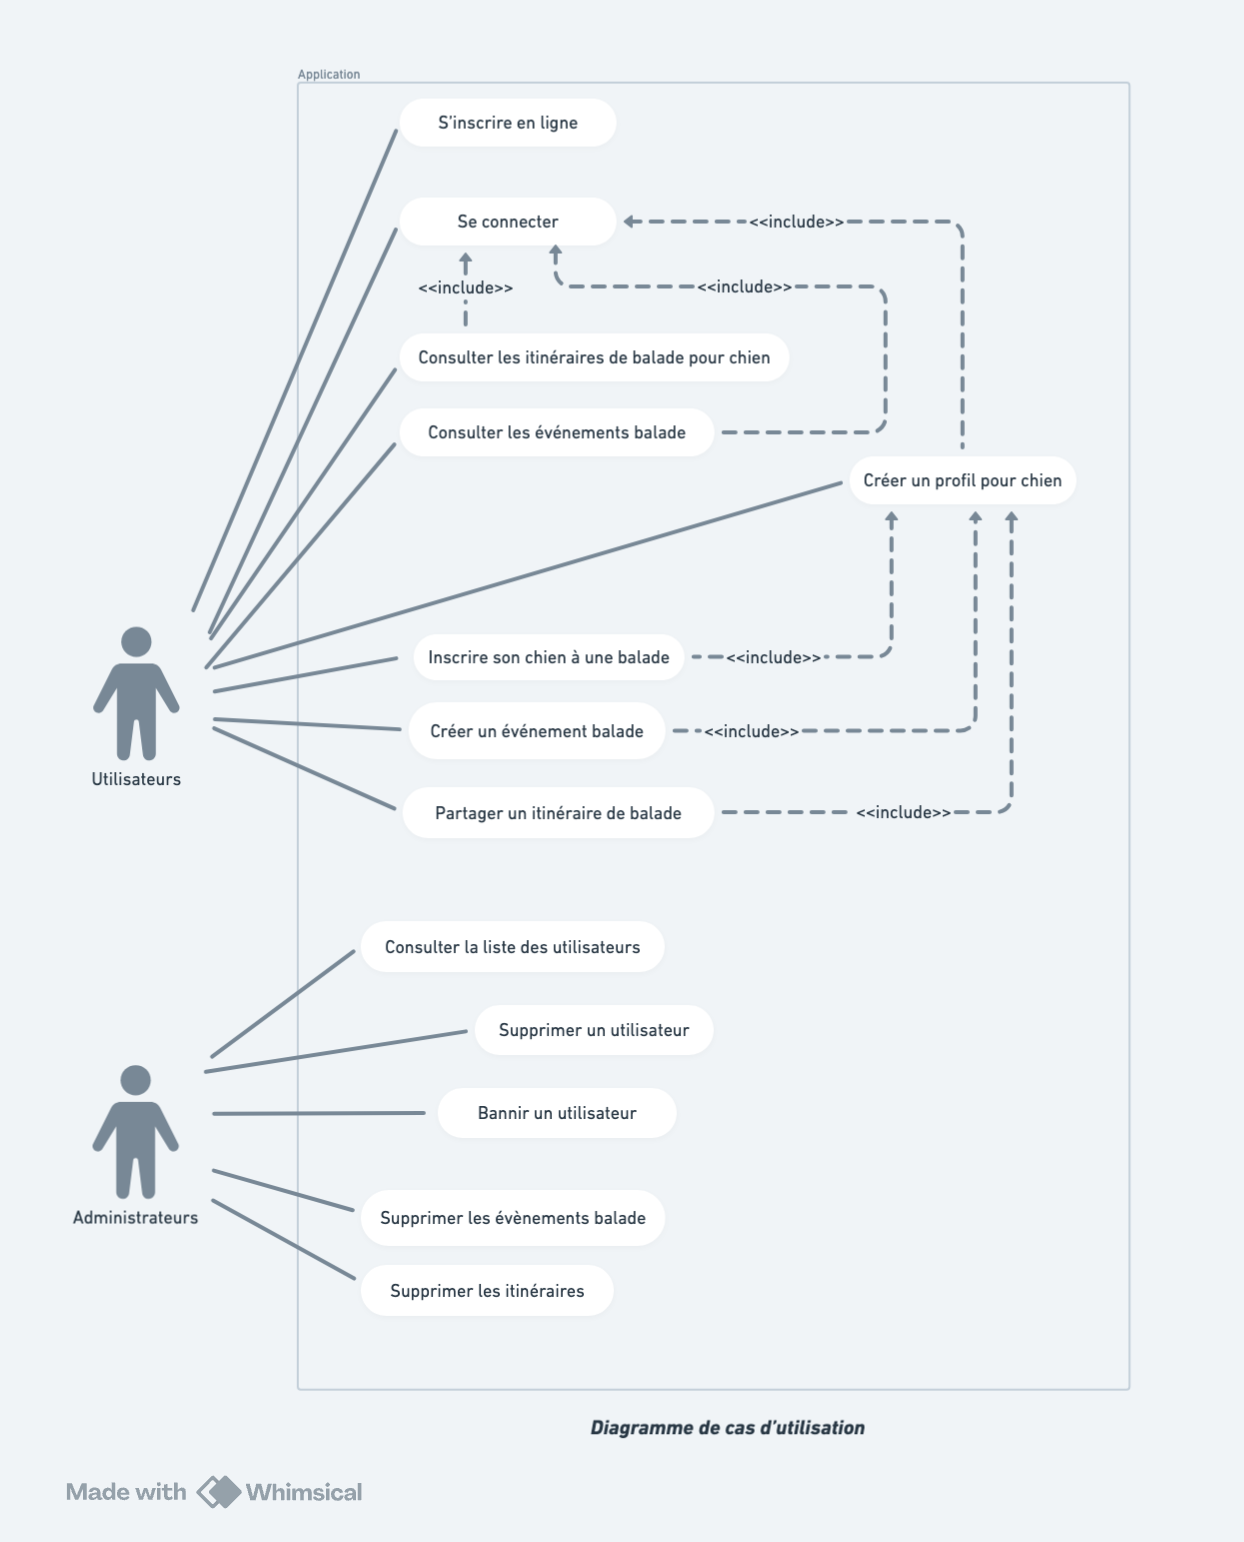 Application
S'inscrire en ligne
Se connecter
<<include>>
<<include>>
<<include>>
Consulter les itinéraires de balade pour chien
Consulter les événements balade
Créer un profil pour chien
Inscrire son chien à une balade
<<include>>
Créer un événement balade
<<include>>
Utilisateurs
Partager un itinéraire de balade
<<include>>
Consulter la liste des utilisateurs
Supprimer un utilisateur
Bannir un utilisateur
Administrateurs
Supprimer les évènements balade
Supprimer les itinéraires
Diagramme de cas d'utilisation
Made with Whimsical